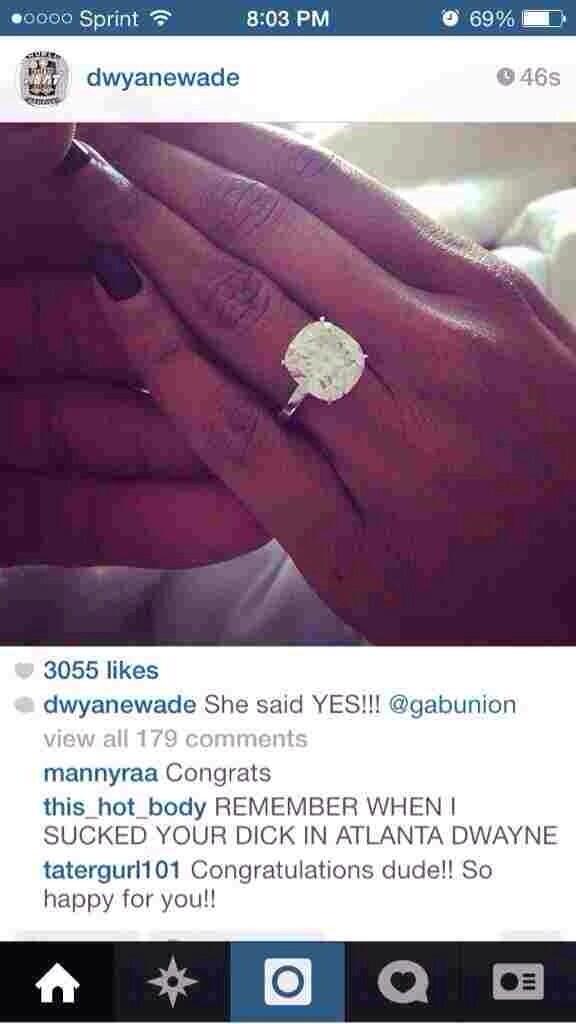 Sprint 8:03 PM 69%
dwyanewade 46s
3055 likes
dwyanewade She said YES!!! @gabunion
view all 179 comments
mannyraa Congrats
this_hot_body REMEMBER WHEN I
SUCKED YOUR DICK IN ATLANTA DWAYNE
tatergurl101 Congratulations dude!! So
happy for you!!